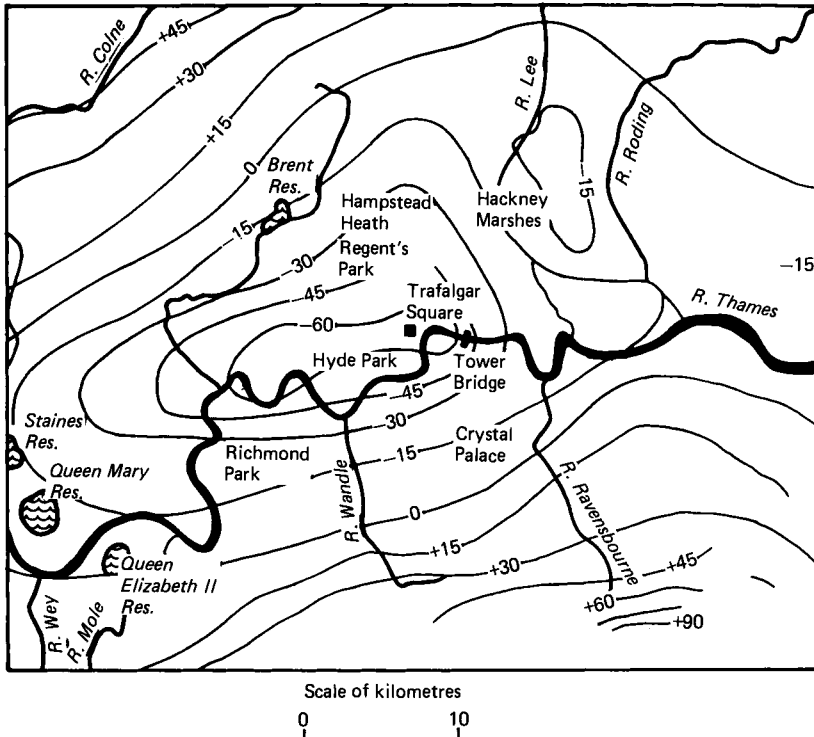 R. Colne
+45
+30
+15
0
Brent
Res.
-15
R. Lee
R. Roding
-15
Hampstead
Heath
Regent's
Park
Hackney
Marshes
-30
-45
-60
Trafalgar
Square
-15
R. Thames
Hyde Park
Tower
Bridge
-45
-30
Staines
Res.
Queen Mary
Res.
Richmond
Park
-15
Crystal
Palace
R. Wandle
0
R. Ravensbourne
+15
+30
+45
+60
+90
Queen
Elizabeth II
Res.
R. Wey
R. Mole
Scale of kilometres
0 10